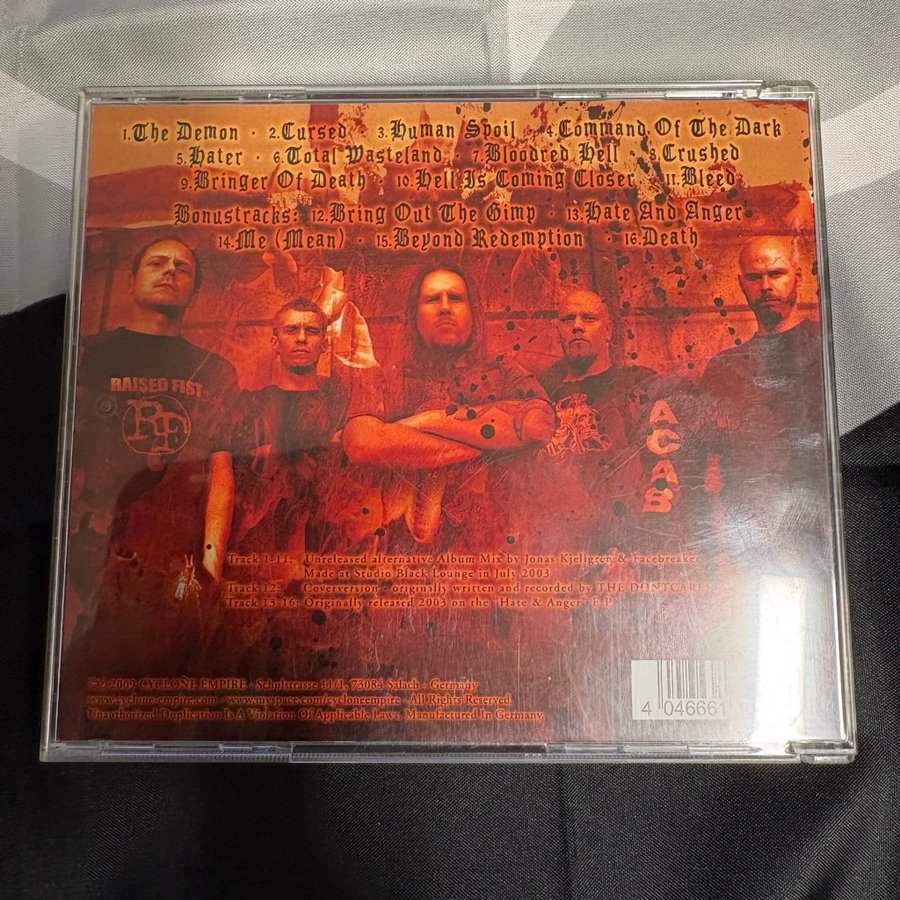 1. The Demon · 2. Cursed · 3. Human Spoil · 4. Command Of The Dark
5. Hater · 6. Total Wasteland · 7. Bloodred Hell · 8. Crushed
9. Bringer Of Death · 10. Hell Is Coming Closer · 11. Bleed
Bonustracks: 12. Bring Out The Gimp · 13. Hate And Anger
14. Me (Mean) · 15. Beyond Redemption · 16. Death
RAISED FIST
RF
ACAB
Track 1-11: Unreleased alternative Album Mix by Jonas Kjellgren & Facebreaker
Made at Studio Black Lounge in July 2003
Track 12: Coverversion - originally written and recorded by THE DONTCARES
Track 13-16: Originally released 2003 on the "Hate & Anger" E.P.
℗© 2009 CYCLONE EMPIRE · Schulstrasse 11/1, 73084 Salach - Germany
www.cyclone-empire.com · www.myspace.com/cycloneempire · All Rights Reserved
Unauthorized Duplication Is A Violation Of Applicable Laws. Manufactured In Germany
4 046661